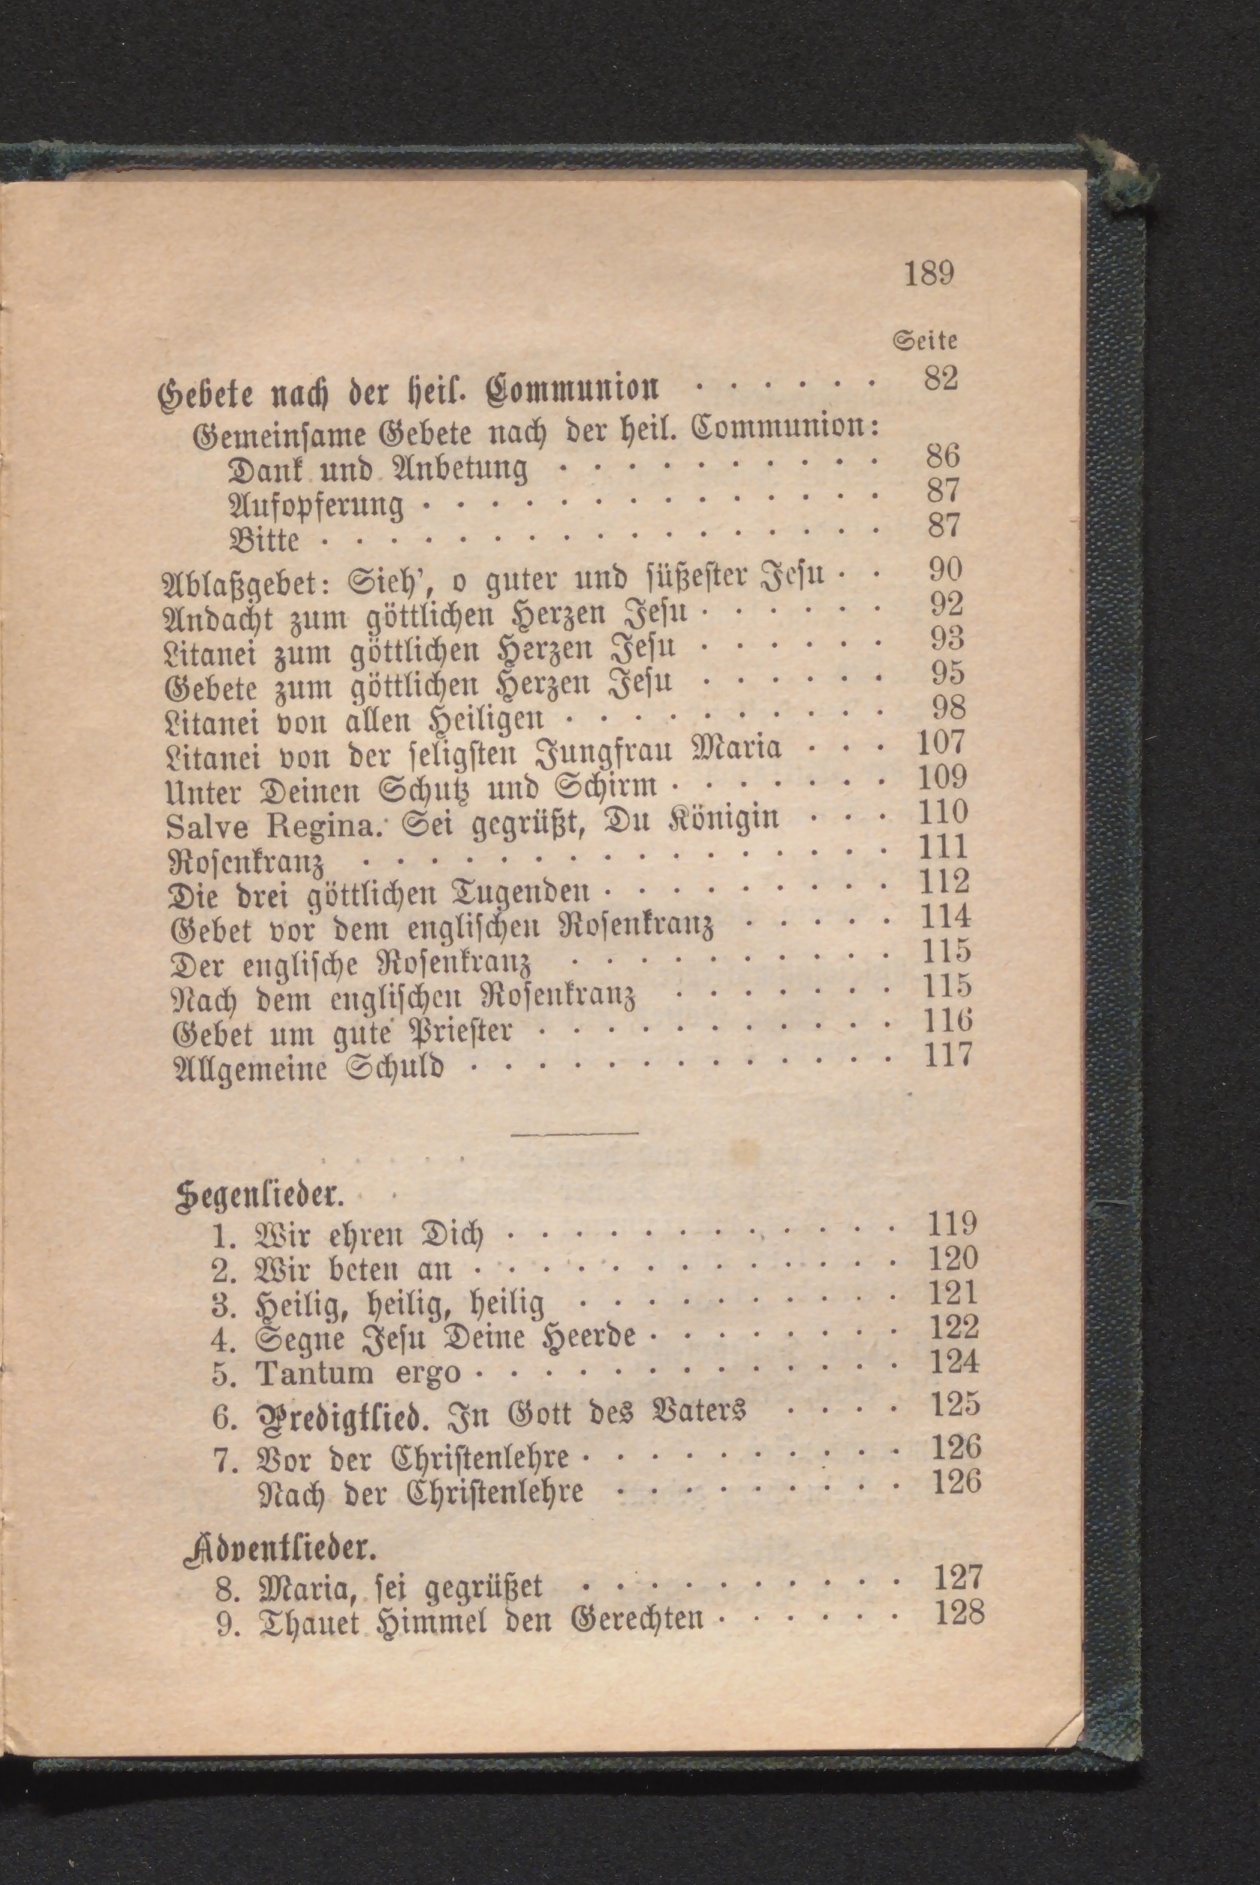 189
Seite
Gebete nach der heil. Communion . . . . . . 82
Gemeinsame Gebete nach der heil. Communion:
Dank und Anbetung . . . . . . . . . . 86
Aufopferung . . . . . . . . . . . . . . 87
Bitte . . . . . . . . . . . . . . . . . 87
Ablaßgebet: Sieh', o guter und süßester Jesu . . 90
Andacht zum göttlichen Herzen Jesu . . . . . . 92
Litanei zum göttlichen Herzen Jesu . . . . . . 93
Gebete zum göttlichen Herzen Jesu . . . . . . 95
Litanei von allen Heiligen . . . . . . . . . . 98
Litanei von der seligsten Jungfrau Maria . . . 107
Unter Deinen Schutz und Schirm . . . . . . . 109
Salve Regina. Sei gegrüßt, Du Königin . . . 110
Rosenkranz . . . . . . . . . . . . . . . . 111
Die drei göttlichen Tugenden . . . . . . . . . 112
Gebet vor dem englischen Rosenkranz . . . . . 114
Der englische Rosenkranz . . . . . . . . . . 115
Nach dem englischen Rosenkranz . . . . . . . 115
Gebet um gute Priester . . . . . . . . . . . 116
Allgemeine Schuld . . . . . . . . . . . . . 117
Segenlieder.
1. Wir ehren Dich . . . . . . . . . . . . 119
2. Wir beten an . . . . . . . . . . . . . 120
3. Heilig, heilig, heilig . . . . . . . . . . 121
4. Segne Jesu Deine Heerde . . . . . . . . 122
5. Tantum ergo . . . . . . . . . . . . . 124
6. Predigtlied. In Gott des Vaters . . . . 125
7. Vor der Christenlehre . . . . . . . . . . 126
Nach der Christenlehre . . . . . . . . . 126
Adventlieder.
8. Maria, sei gegrüßet . . . . . . . . . . 127
9. Thauet Himmel den Gerechten . . . . . . 128